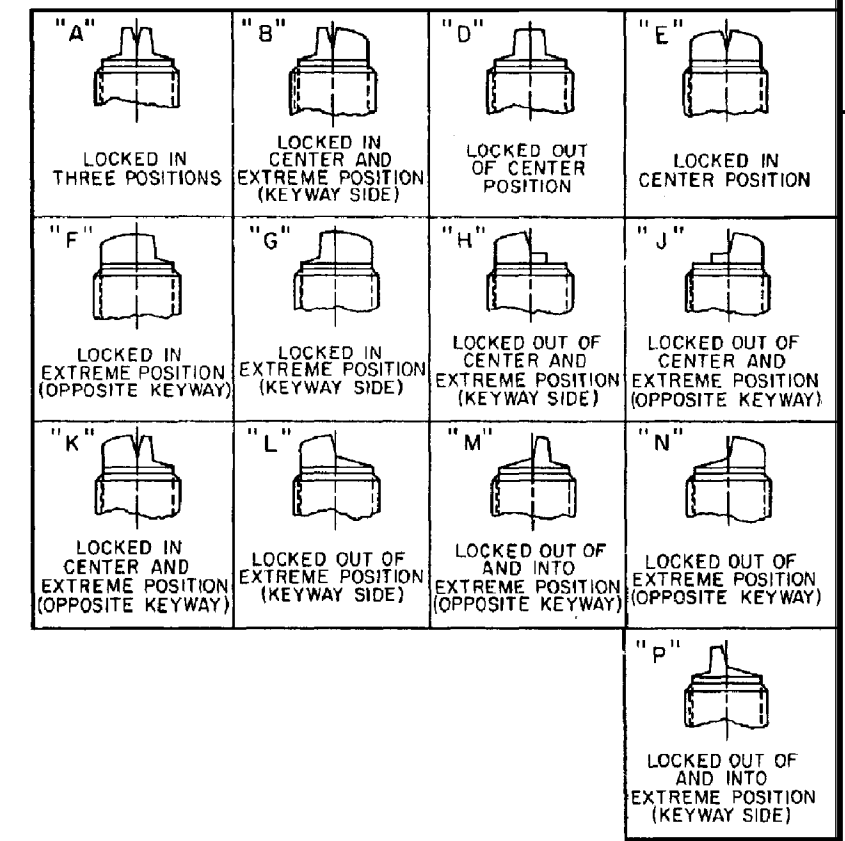 "A"
LOCKED IN
THREE POSITIONS
"B"
LOCKED IN
CENTER AND
EXTREME POSITION
(KEYWAY SIDE)
"D"
LOCKED OUT
OF CENTER
POSITION
"E"
LOCKED IN
CENTER POSITION
"F"
LOCKED IN
EXTREME POSITION
(OPPOSITE KEYWAY)
"G"
LOCKED IN
EXTREME POSITION
(KEYWAY SIDE)
"H"
LOCKED OUT OF
CENTER AND
EXTREME POSITION
(KEYWAY SIDE)
"J"
LOCKED OUT OF
CENTER AND
EXTREME POSITION
(OPPOSITE KEYWAY)
"K"
LOCKED IN
CENTER AND
EXTREME POSITION
(OPPOSITE KEYWAY)
"L"
LOCKED OUT OF
EXTREME POSITION
(KEYWAY SIDE)
"M"
LOCKED OUT OF
AND INTO
EXTREME POSITION
(OPPOSITE KEYWAY)
"N"
LOCKED OUT OF
EXTREME POSITION
(OPPOSITE KEYWAY)
"P"
LOCKED OUT OF
AND INTO
EXTREME POSITION
(KEYWAY SIDE)